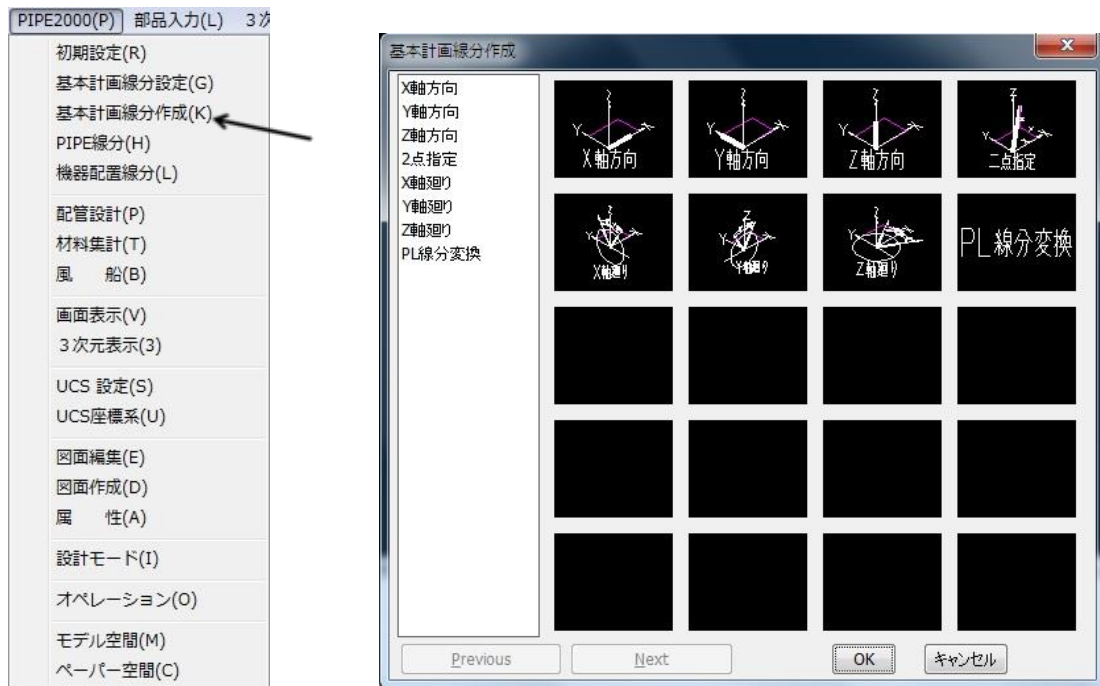 PIPE2000(P) 部品入力(L) 3次
初期設定(R)
基本計画線分設定(G)
基本計画線分作成(K)
PIPE線分(H)
機器配置線分(L)
配管設計(P)
材料集計(T)
風　船(B)
画面表示(V)
３次元表示(3)
UCS 設定(S)
UCS座標系(U)
図面編集(E)
図面作成(D)
属　性(A)
設計モード(I)
オペレーション(O)
モデル空間(M)
ペーパー空間(C)
基本計画線分作成
X軸方向
Y軸方向
Z軸方向
2点指定
X軸廻り
Y軸廻り
Z軸廻り
PL線分変換
Z Y X X軸方向
Z Y X Y軸方向
Z Y X Z軸方向
Z Y X 二点指定
Z Y X X軸廻り
Z Y X Y軸廻り
Z Y X Z軸廻り
PL線分変換
Previous Next OK キャンセル